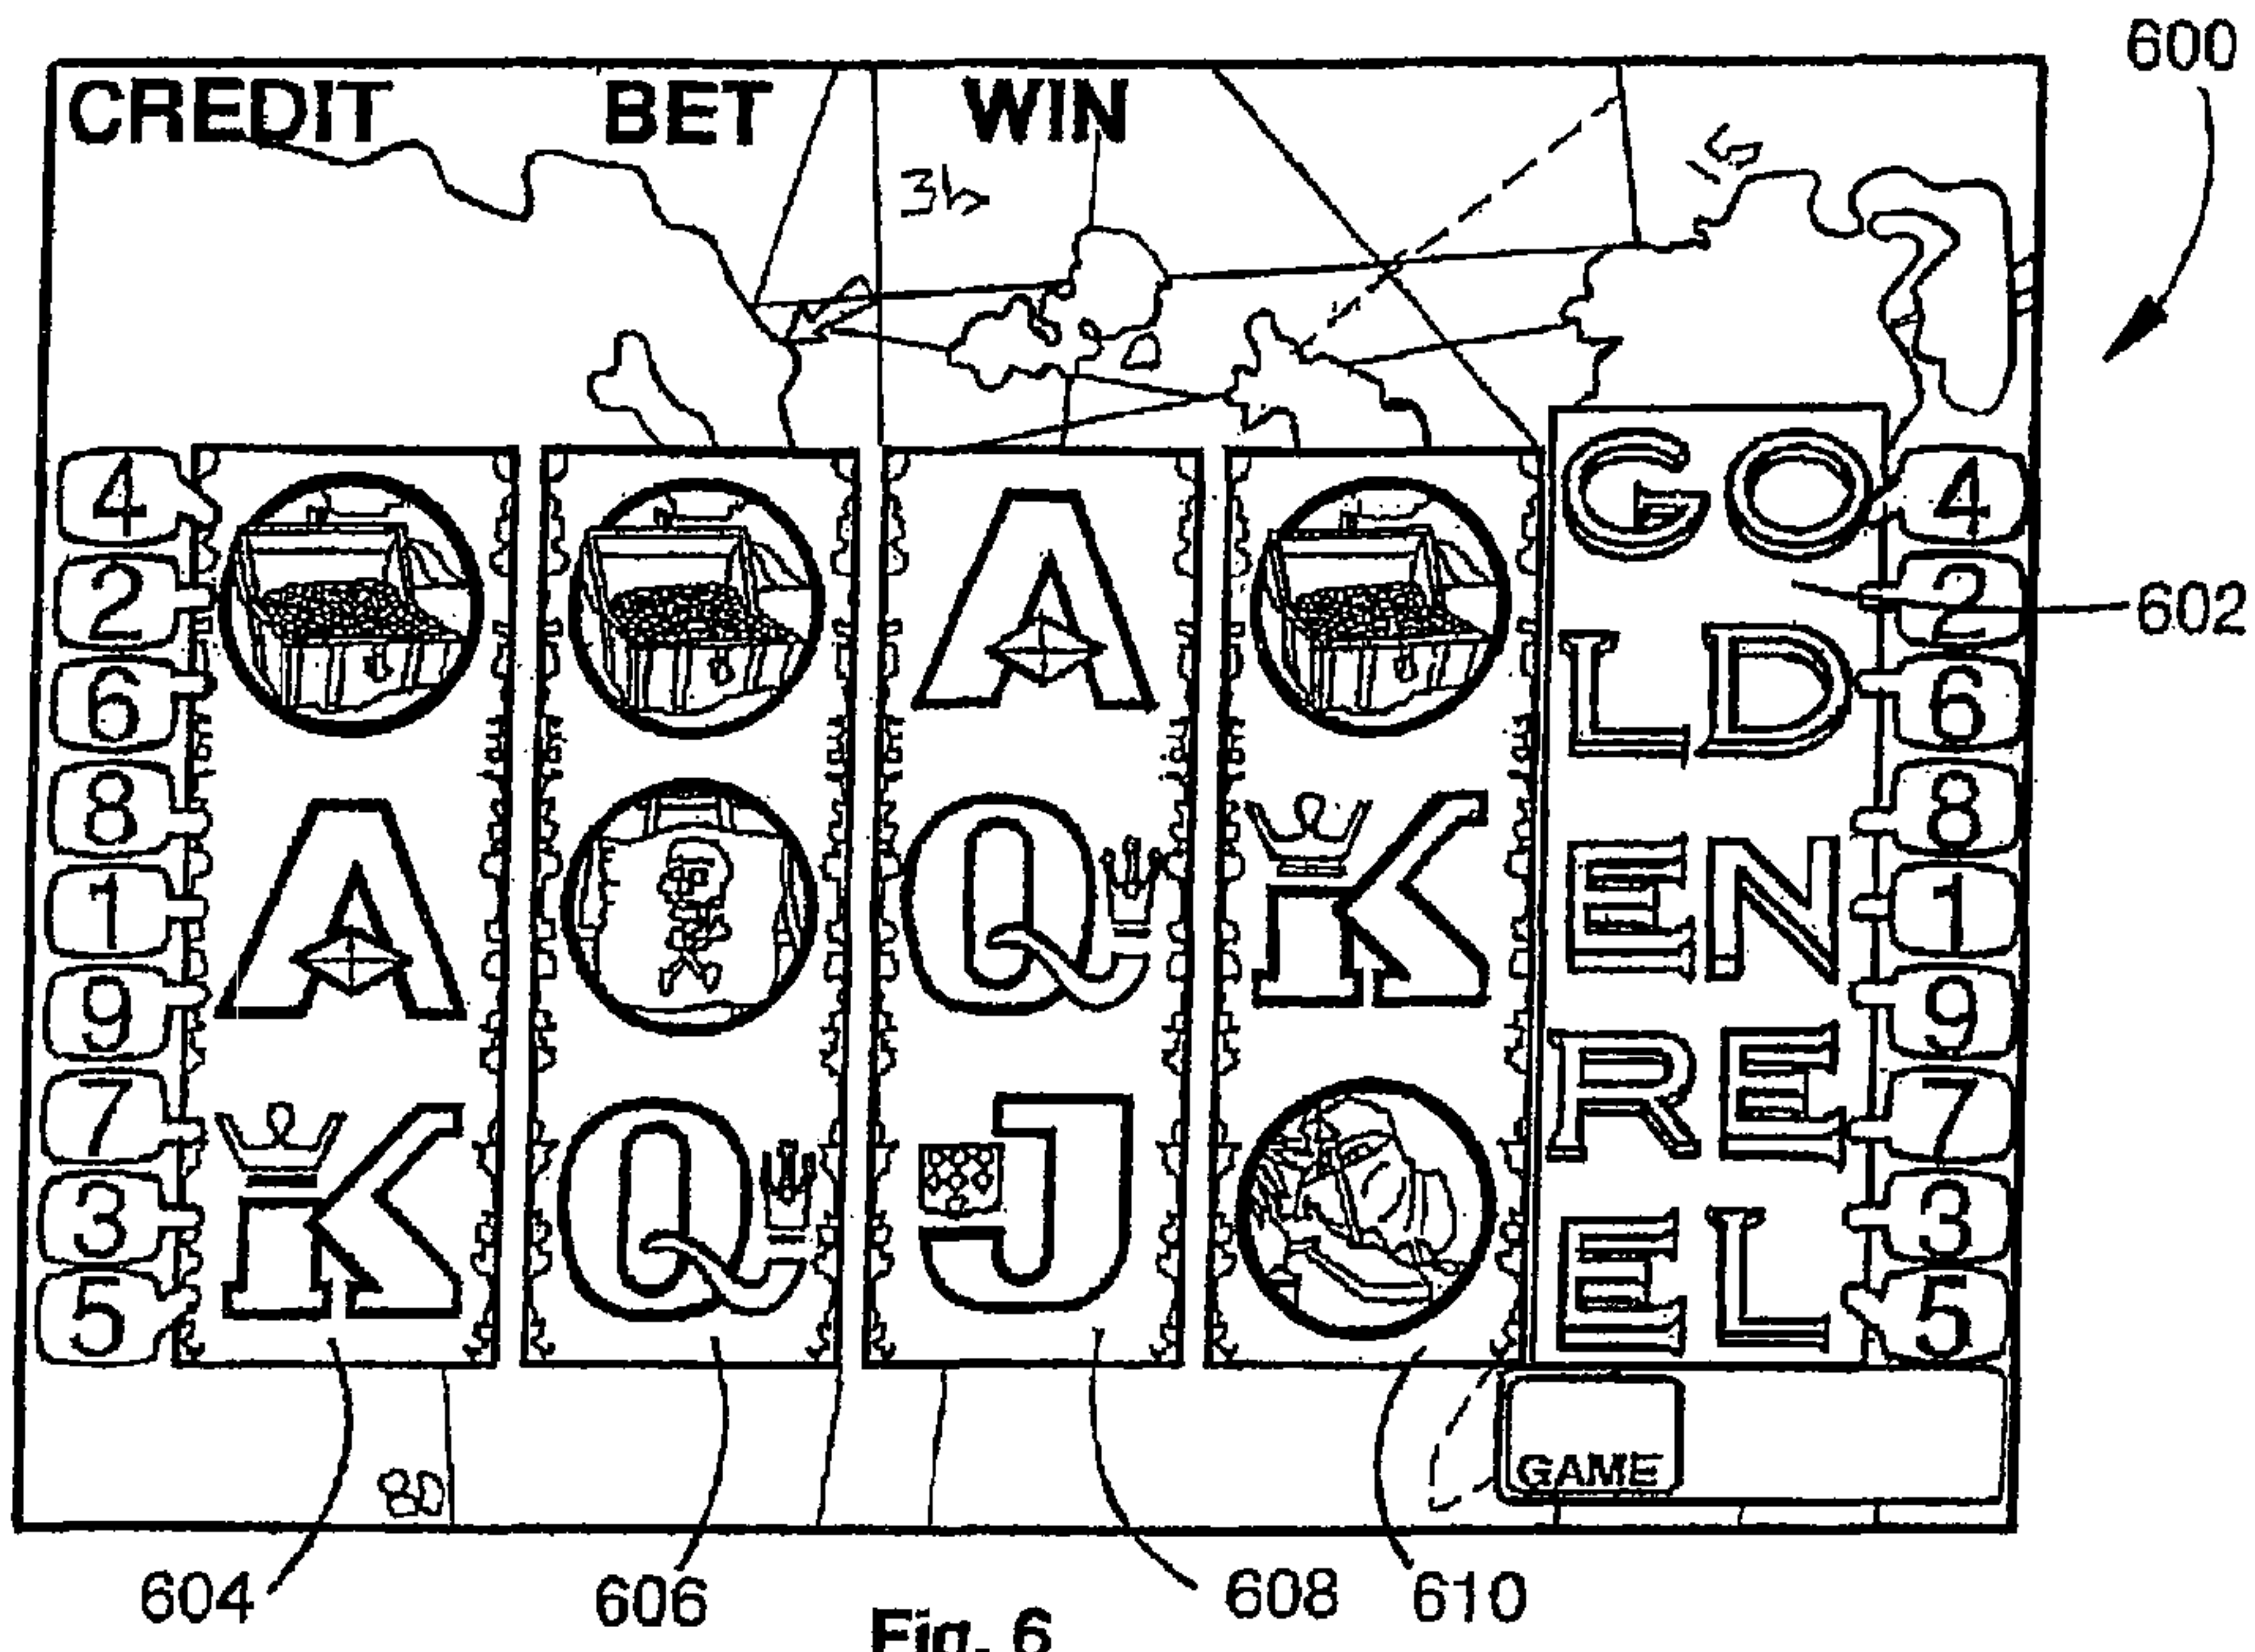 600
CREDIT BET WIN
4 A GO 4
2 LD 2 602
6 6
8 A Q K EN 8
1 1
9 9
7 RE 7
3 K Q J 3
5 EL 5
GAME
604 606 608 610
Fig. 6